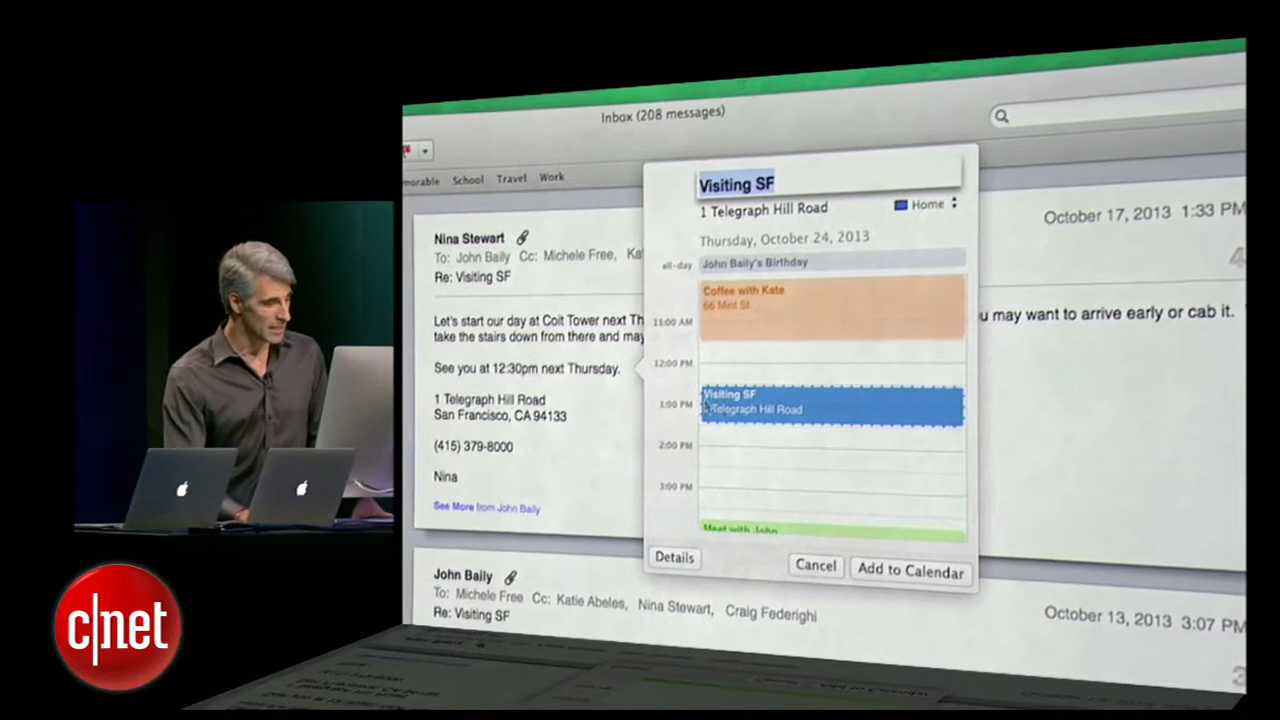 Inbox (208 messages)
School Travel Work
Nina Stewart
To: John Baily Cc: Michele Free,
Re: Visiting SF
Let's start our day at Coit Tower next
take the stairs down from there and
See you at 12:30pm next Thursday.
1 Telegraph Hill Road
San Francisco, CA 94133
(415) 379-8000
Nina
See More from John Baily
Visiting SF
1 Telegraph Hill Road
Home
Thursday, October 24, 2013
all-day
John Baily's Birthday
Coffee with Kate
66 Mint St
11:00 AM
12:00 PM
Visiting SF
1:00 PM
Telegraph Hill Road
2:00 PM
3:00 PM
Meet with John
Details
Cancel
Add to Calendar
October 17, 2013 1:33 PM
may want to arrive early or cab it.
John Baily
To: Michele Free Cc: Katie Abeles, Nina Stewart, Craig Federighi
Re: Visiting SF
October 13, 2013 3:07 PM
c|net